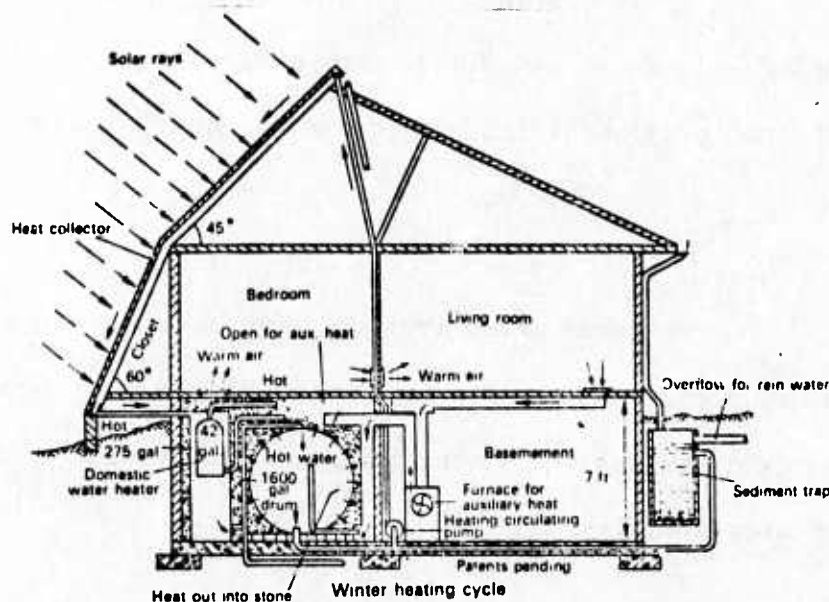 Solar rays
Heat collector
45°
Bedroom
Living room
Closet
Open for aux. heat
Warm air
60°
Hot
Warm air
Overflow for rein water
Hot
42
gal
275 gal
Domestic
water heater
Hot water
1600
gal
drum
Basemement
7 ft
Furnace for
auxiliary heat
Heating circulating
pump
Sediment trap
Patents pending
Heat out into stone
Winter heating cycle